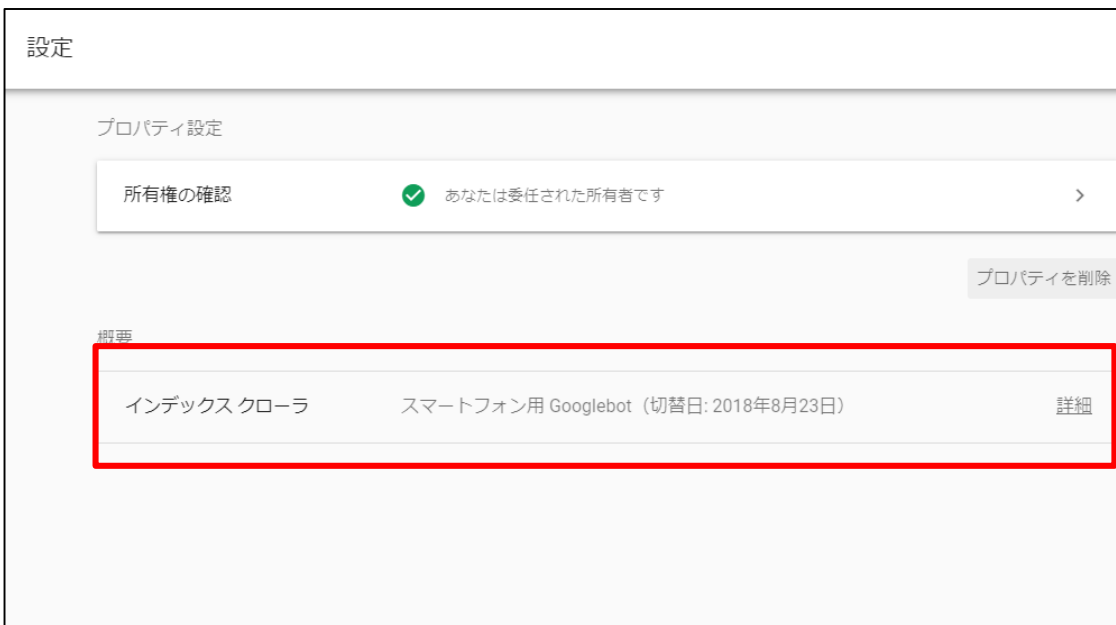 設定
プロパティ設定
所有権の確認
あなたは委任された所有者です
プロパティを削除
概要
インデックス クローラ
スマートフォン用 Googlebot（切替日: 2018年8月23日）
詳細